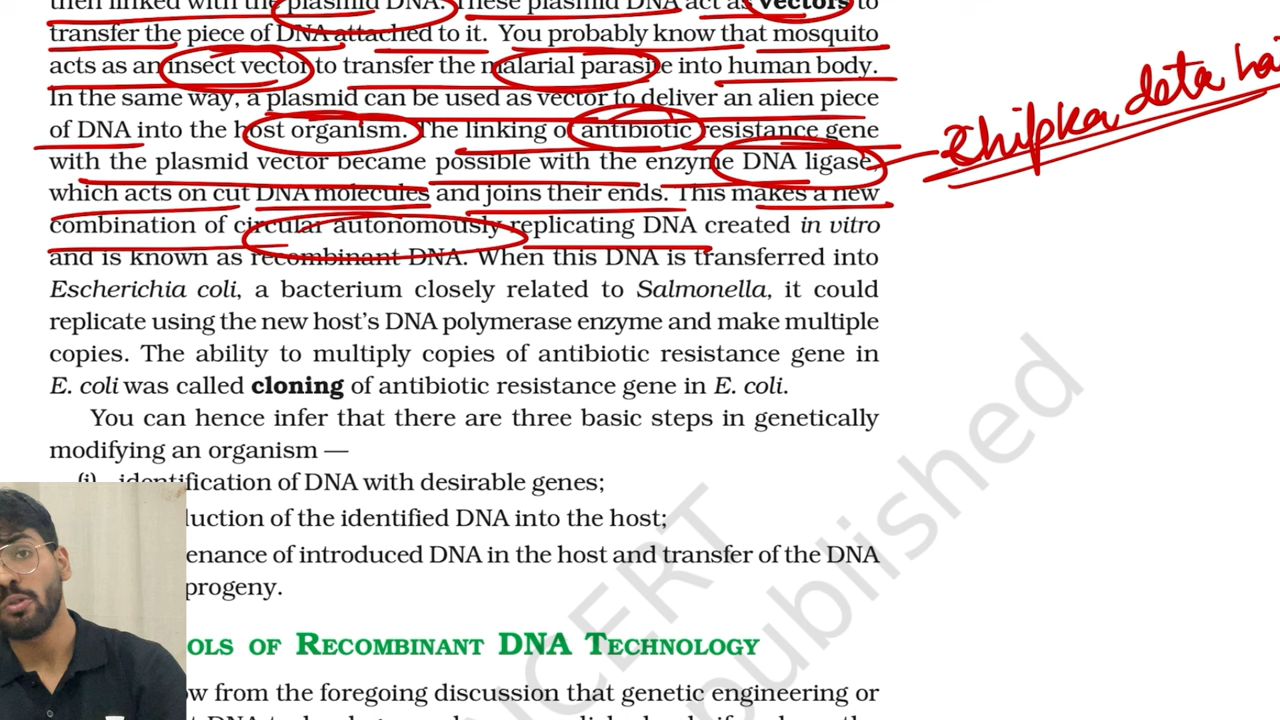 then linked with the plasmid DNA. These plasmid DNA act as vectors to
transfer the piece of DNA attached to it. You probably know that mosquito
acts as an insect vector to transfer the malarial parasite into human body.
In the same way, a plasmid can be used as vector to deliver an alien piece
of DNA into the host organism. The linking of antibiotic resistance gene
with the plasmid vector became possible with the enzyme DNA ligase,
which acts on cut DNA molecules and joins their ends. This makes a new
combination of circular autonomously replicating DNA created in vitro
and is known as recombinant DNA. When this DNA is transferred into
Escherichia coli, a bacterium closely related to Salmonella, it could
replicate using the new host's DNA polymerase enzyme and make multiple
copies. The ability to multiply copies of antibiotic resistance gene in
E. coli was called cloning of antibiotic resistance gene in E. coli.
You can hence infer that there are three basic steps in genetically
modifying an organism —
(i) identification of DNA with desirable genes;
duction of the identified DNA into the host;
enance of introduced DNA in the host and transfer of the DNA
progeny.
OLS OF RECOMBINANT DNA TECHNOLOGY
ow from the foregoing discussion that genetic engineering or
Chipka deta hai
NCERT
published